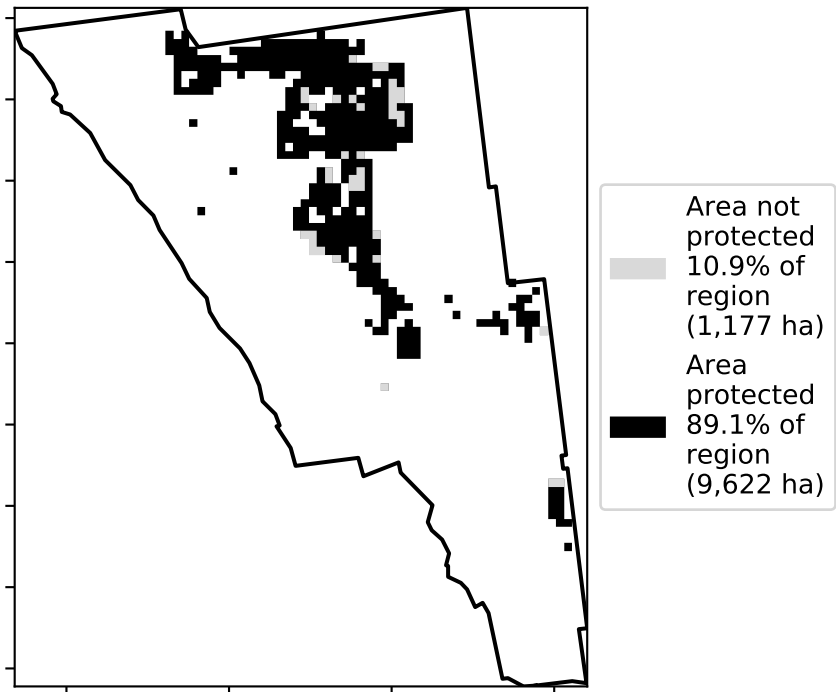 Area not
protected
10.9% of
region
(1,177 ha)
Area
protected
89.1% of
region
(9,622 ha)